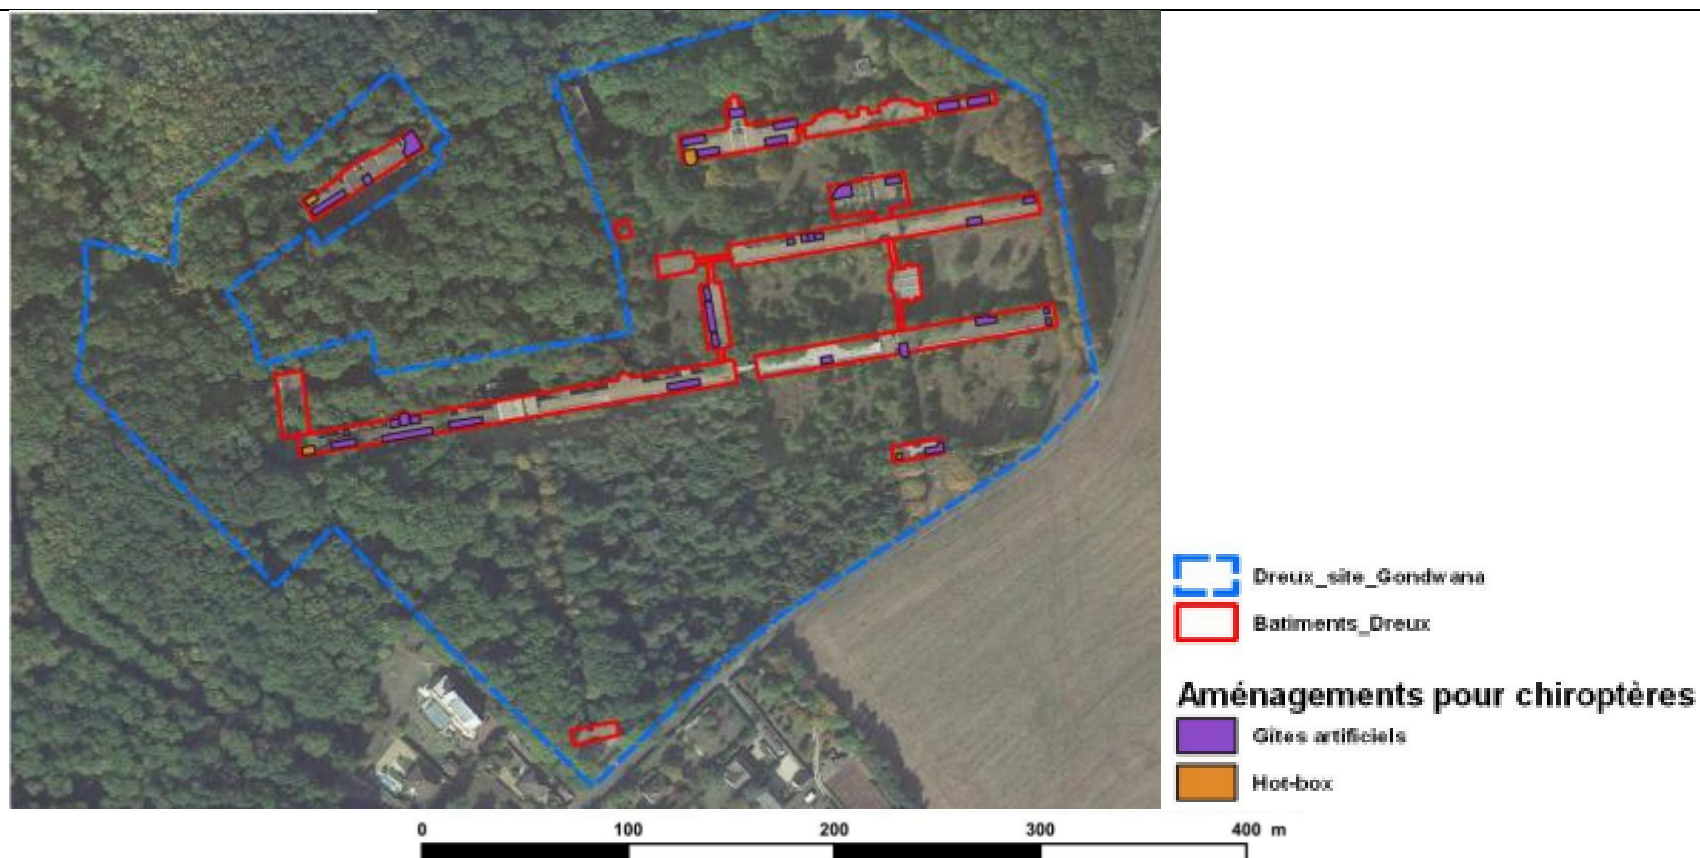 Dreux_site_Gondwana
Batiments_Dreux
Aménagements pour chiroptères
Gites artificiels
Hot-box
0 100 200 300 400 m